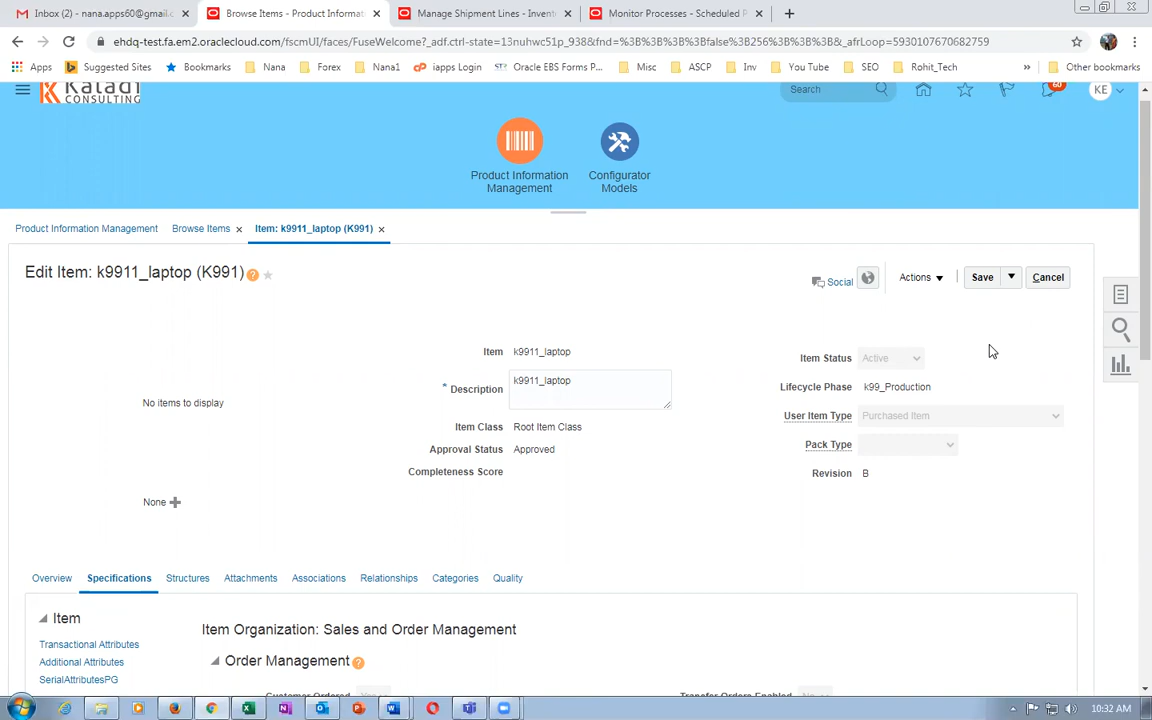 Inbox (2) - nana.apps60@gmail.c
Browse Items - Product Informat
Manage Shipment Lines - Invent
Monitor Processes - Scheduled P
ehdq-test.fa.em2.oraclecloud.com/fscmUI/faces/FuseWelcome?_adf.ctrl-state=13nuhwc51p_938&fnd=%3B%3B%3B%3Bfalse%3B256%3B%3B%3B&_afrLoop=5930107670682759
Apps
Suggested Sites
Bookmarks
Nana
Forex
Nana1
iapps Login
Oracle EBS Forms P...
Misc
ASCP
Inv
You Tube
SEO
Rohit_Tech
»
Other bookmarks
Kaladi
CONSULTING
Search
60
KE
Product Information
Management
Configurator
Models
Product Information Management
Browse Items
Item: k9911_laptop (K991)
Edit Item: k9911_laptop (K991)
Social
Actions
Save
Cancel
Item k9911_laptop
* Description k9911_laptop
Item Class Root Item Class
Approval Status Approved
Completeness Score
No items to display
None
Item Status Active
Lifecycle Phase k99_Production
User Item Type Purchased Item
Pack Type
Revision B
Overview
Specifications
Structures
Attachments
Associations
Relationships
Categories
Quality
Item
Transactional Attributes
Additional Attributes
SerialAttributesPG
Item Organization: Sales and Order Management
Order Management
10:32 AM